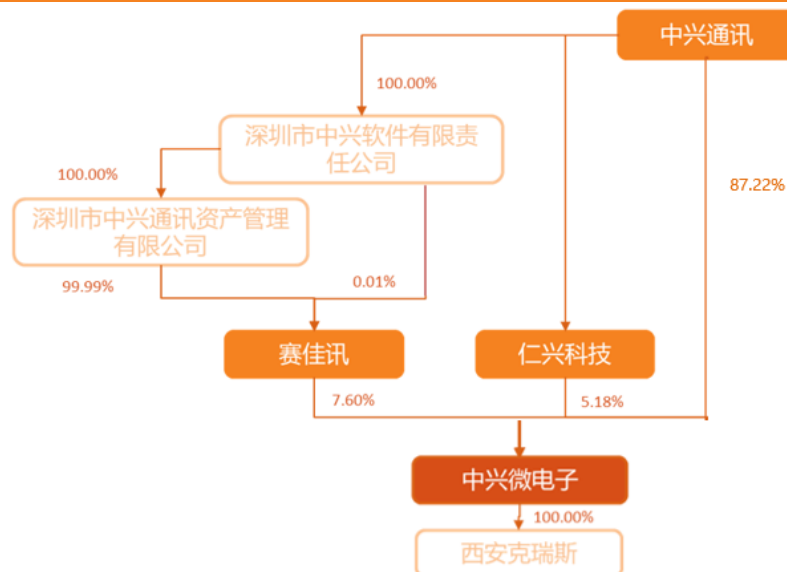 中兴通讯
100.00%
深圳市中兴软件有限责
任公司
100.00%
87.22%
深圳市中兴通讯资产管理
有限公司
99.99%
0.01%
赛佳讯
仁兴科技
7.60%
5.18%
中兴微电子
100.00%
西安克瑞斯